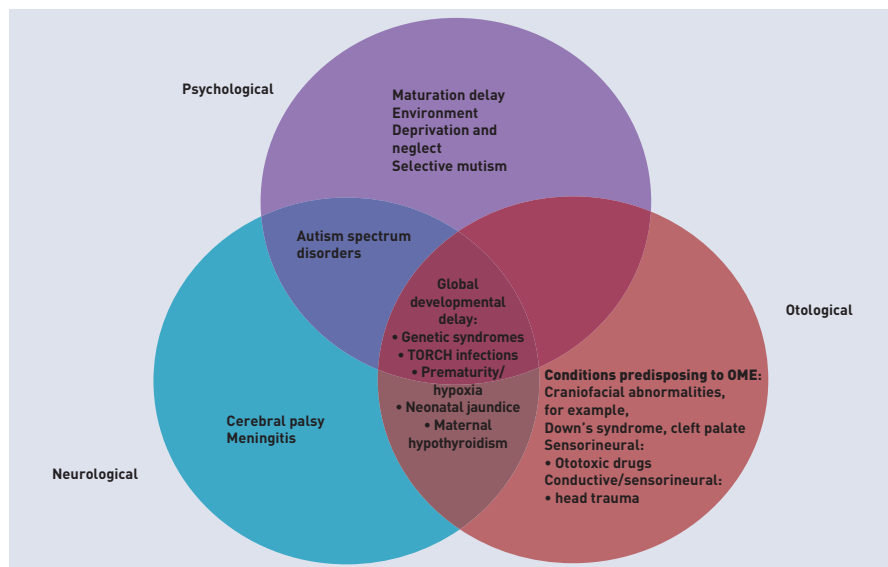 Psychological
Maturation delay
Environment
Deprivation and
neglect
Selective mutism
Autism spectrum
disorders
Global
developmental
delay:
• Genetic syndromes
• TORCH infections
• Prematurity/
hypoxia
• Neonatal jaundice
• Maternal
hypothyroidism
Otological
Conditions predisposing to OME:
Craniofacial abnormalities,
for example,
Down's syndrome, cleft palate
Sensorineural:
• Ototoxic drugs
Conductive/sensorineural:
• head trauma
Cerebral palsy
Meningitis
Neurological